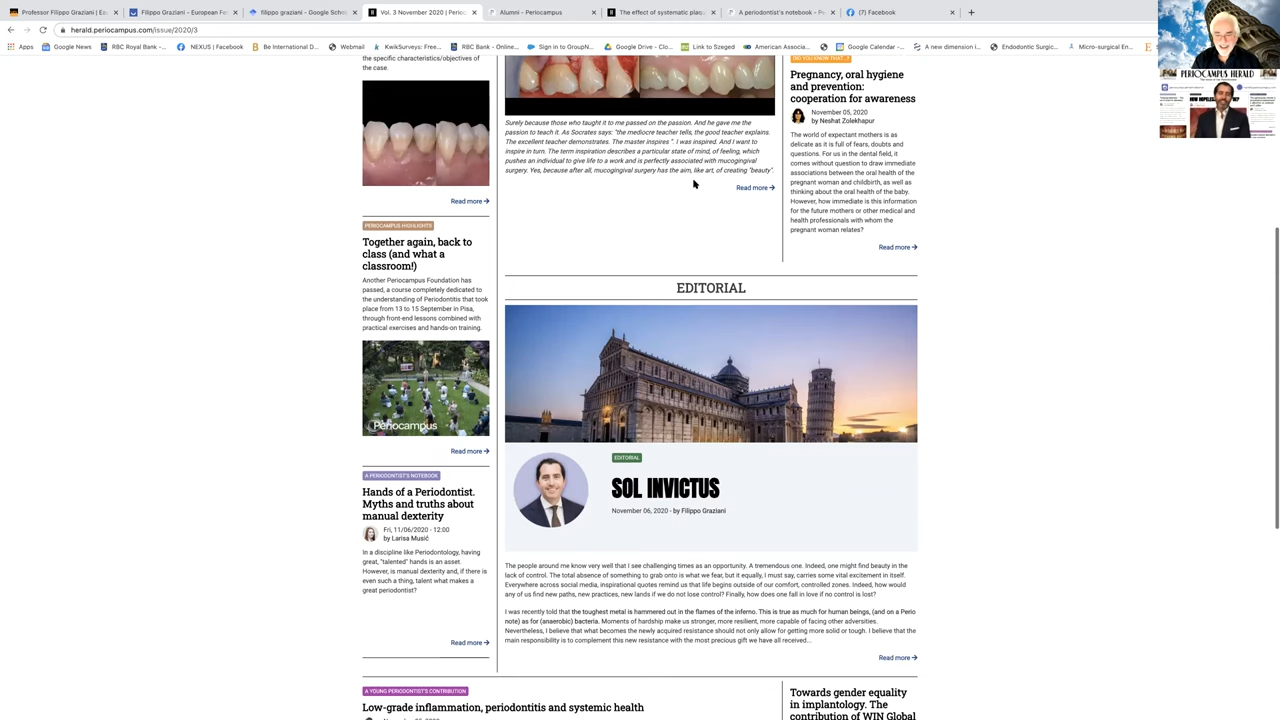 Professor Filippo Graziani | Eas
Filippo Graziani - European Fe
filippo graziani - Google Schol
Vol. 3 November 2020 | Perioc
Alumni - Periocampus
The effect of systematic plaq
A periodontist's notebook - Pe
(7) Facebook
herald.periocampus.com/issue/2020/3
Apps
Google News
RBC Royal Bank -...
NEXUS | Facebook
Be International D...
Webmail
KwikSurveys: Free...
RBC Bank - Online...
Sign in to GroupN...
Google Drive - Clo...
Link to Szeged
American Associa...
Google Calendar -...
A new dimension i...
Endodontic Surgic...
Micro-surgical En...
the specific characteristics/objectives of
the case.
Read more →
PERIOCAMPUS HIGHLIGHTS
Together again, back to
class (and what a
classroom!)
Another Periocampus Foundation has
passed, a course completely dedicated to
the understanding of Periodontitis that took
place from 13 to 15 September in Pisa,
through front-end lessons combined with
practical exercises and hands-on training.
Periocampus
Read more →
A PERIODONTIST'S NOTEBOOK
Hands of a Periodontist.
Myths and truths about
manual dexterity
Fri, 11/06/2020 - 12:00
by Larisa Musić
In a discipline like Periodontology, having
great, "talented" hands is an asset.
However, is manual dexterity and, if there is
even such a thing, talent what makes a
great periodontist?
Read more →
Surely because those who taught it to me passed on the passion. And he gave me the
passion to teach it. As Socrates says: "the mediocre teacher tells, the good teacher explains.
The excellent teacher demonstrates. The master inspires ". I was inspired. And I want to
inspire in turn. The term inspiration describes a particular state of mind, of feeling, which
pushes an individual to give life to a work and is perfectly associated with mucogingival
surgery. Yes, because after all, mucogingival surgery has the aim, like art, of creating "beauty".
Read more →
DID YOU KNOW THAT...?
Pregnancy, oral hygiene
and prevention:
cooperation for awareness
November 05, 2020
by Neshat Zolekhapur
The world of expectant mothers is as
delicate as it is full of fears, doubts and
questions. For us in the dental field, it
comes without question to draw immediate
associations between the oral health of the
pregnant woman and childbirth, as well as
thinking about the oral health of the baby.
However, how immediate is this information
for the future mothers or other medical and
health professionals with whom the
pregnant woman relates?
Read more →
EDITORIAL
EDITORIAL
SOL INVICTUS
November 06, 2020 - by Filippo Graziani
The people around me know very well that I see challenging times as an opportunity. A tremendous one. Indeed, one might find beauty in the
lack of control. The total absence of something to grab onto is what we fear, but it equally, I must say, carries some vital excitement in itself.
Everywhere across social media, inspirational quotes remind us that life begins outside of our comfort, controlled zones. Indeed, how would
any of us find new paths, new practices, new lands if we do not lose control? Finally, how does one fall in love if no control is lost?
I was recently told that the toughest metal is hammered out in the flames of the inferno. This is true as much for human beings, (and on a Perio
note) as for (anaerobic) bacteria. Moments of hardship make us stronger, more resilient, more capable of facing other adversities.
Nevertheless, I believe that what becomes the newly acquired resistance should not only allow for getting more solid or tough. I believe that the
main responsibility is to complement this new resistance with the most precious gift we have all received...
Read more →
A YOUNG PERIODONTIST'S CONTRIBUTION
Low-grade inflammation, periodontitis and systemic health
Towards gender equality
in implantology. The
contribution of WIN Global
PERIOCAMPUS HERALD